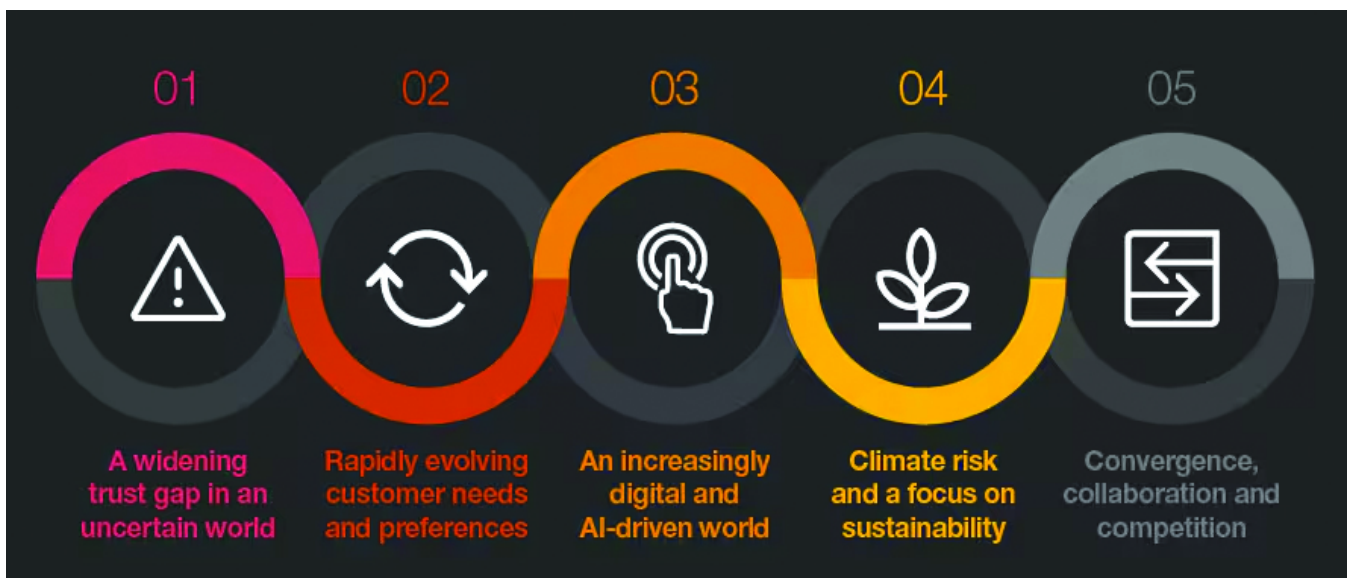 01
02
03
04
05
A widening
trust gap in an
uncertain world
Rapidly evolving
customer needs
and preferences
An increasingly
digital and
AI-driven world
Climate risk
and a focus on
sustainability
Convergence,
collaboration and
competition